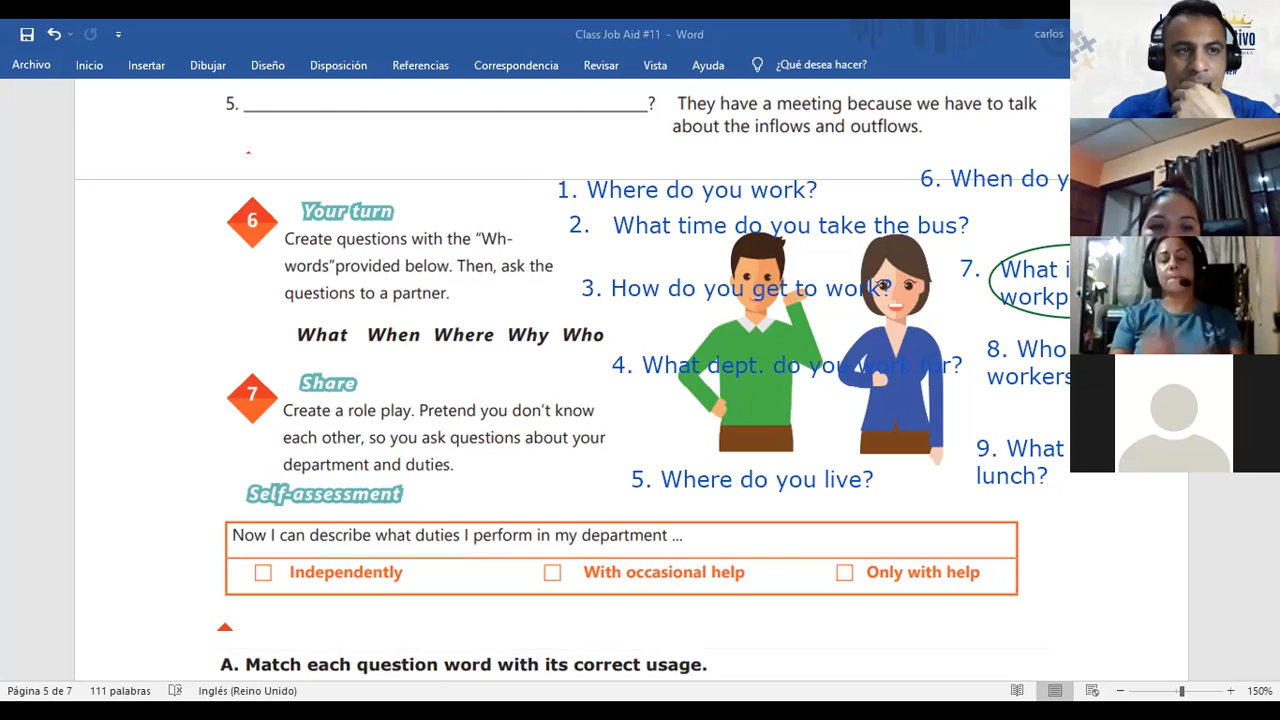 Class Job Aid #11 - Word
carlos
Archivo Inicio Insertar Dibujar Diseño Disposición Referencias Correspondencia Revisar Vista Ayuda ¿Qué desea hacer?
5. ? They have a meeting because we have to talk
about the inflows and outflows.
6
Your turn
Create questions with the “Wh-
words”provided below. Then, ask the
questions to a partner.
What When Where Why Who
7
Share
Create a role play. Pretend you don’t know
each other, so you ask questions about your
department and duties.
1. Where do you work?
2. What time do you take the bus?
3. How do you get to work?
4. What dept. do you work fur?
5. Where do you live?
6. When do y
7. What i
workp
8. Who
workers
9. What
lunch?
Self-assessment
Now I can describe what duties I perform in my department ...
Independently With occasional help Only with help
A. Match each question word with its correct usage.
Página 5 de 7 111 palabras Inglés (Reino Unido) 150%